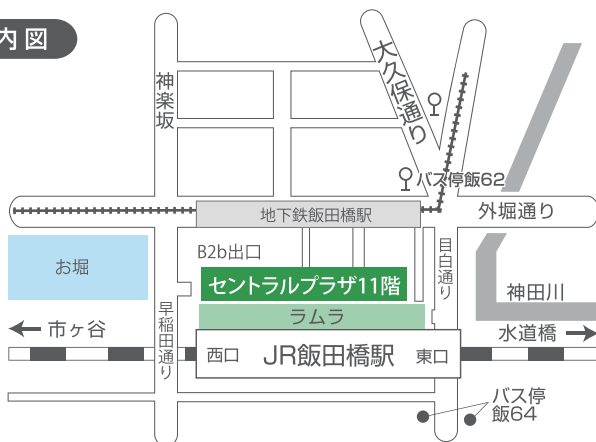 内図
神楽坂
大久保通り
バス停飯62
地下鉄飯田橋駅
外堀通り
B2b出口
目白通り
お堀
セントラルプラザ11階
神田川
ラムラ
早稲田通り
市ヶ谷
水道橋
西口
JR飯田橋駅
東口
バス停
飯64